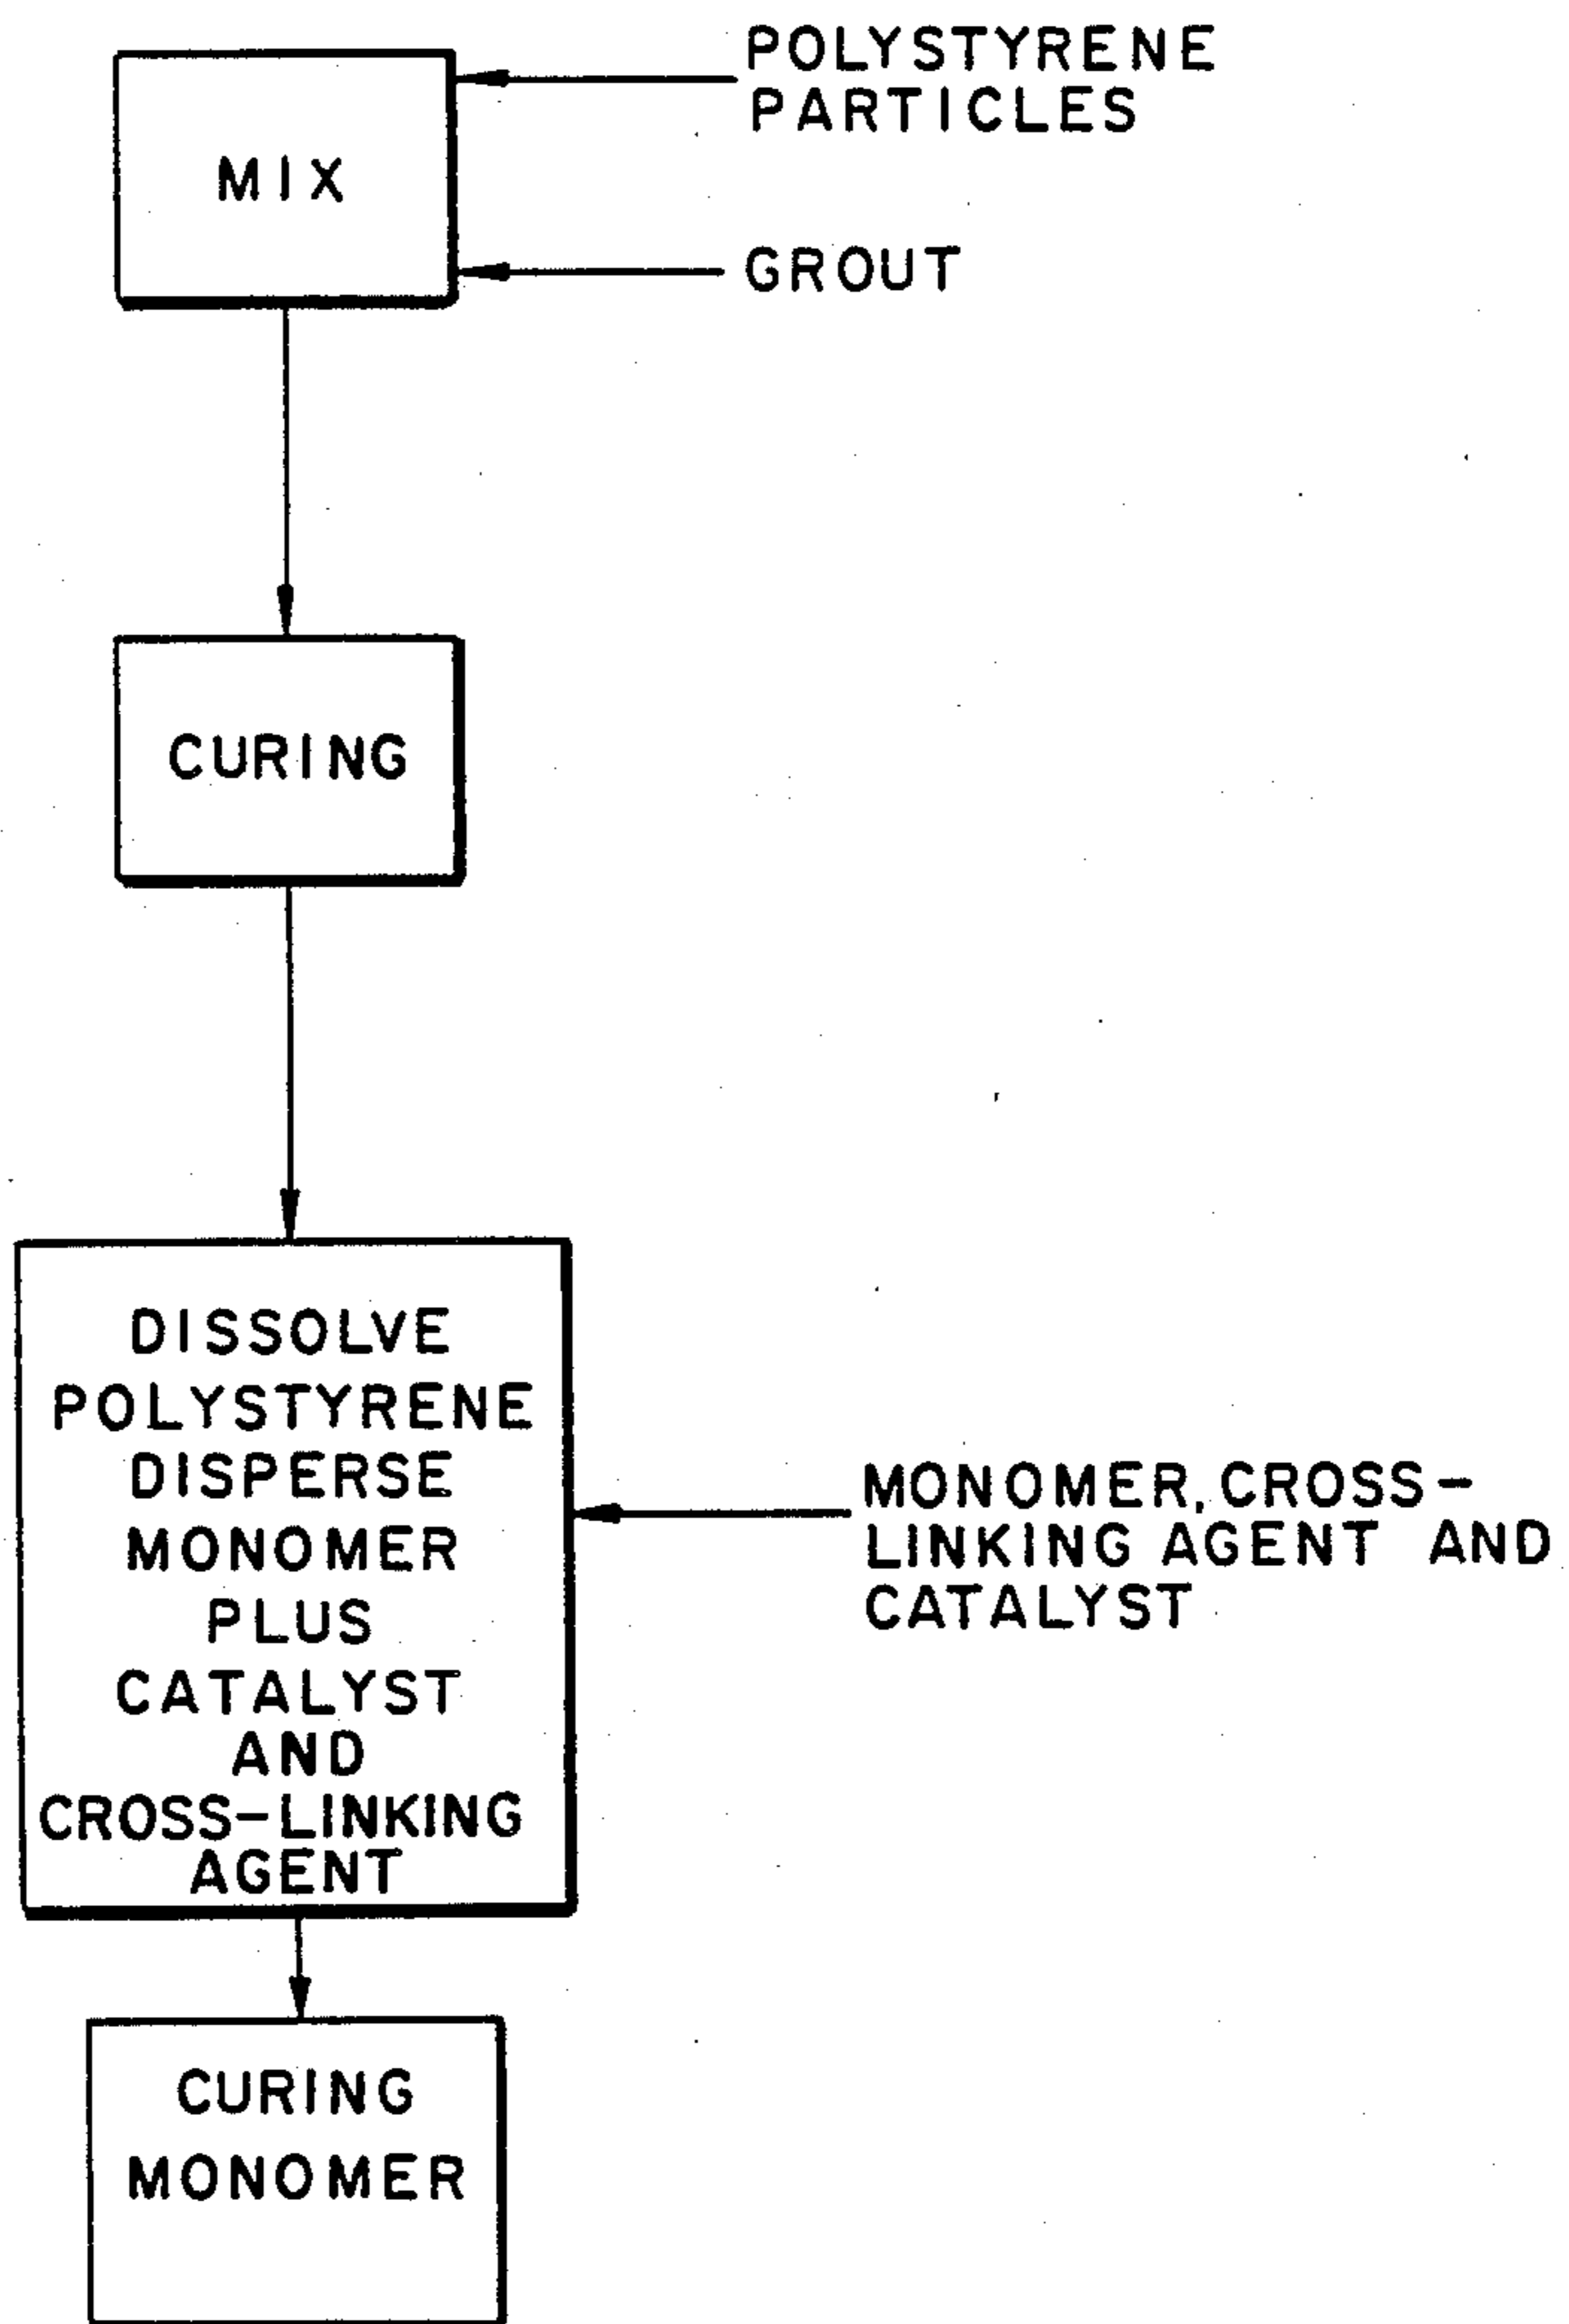 POLYSTYRENE
PARTICLES
MIX
GROUT
CURING
DISSOLVE
POLYSTYRENE
DISPERSE
MONOMER
PLUS
CATALYST
AND
CROSS-LINKING
AGENT
MONOMER, CROSS-
LINKING AGENT AND
CATALYST
CURING
MONOMER